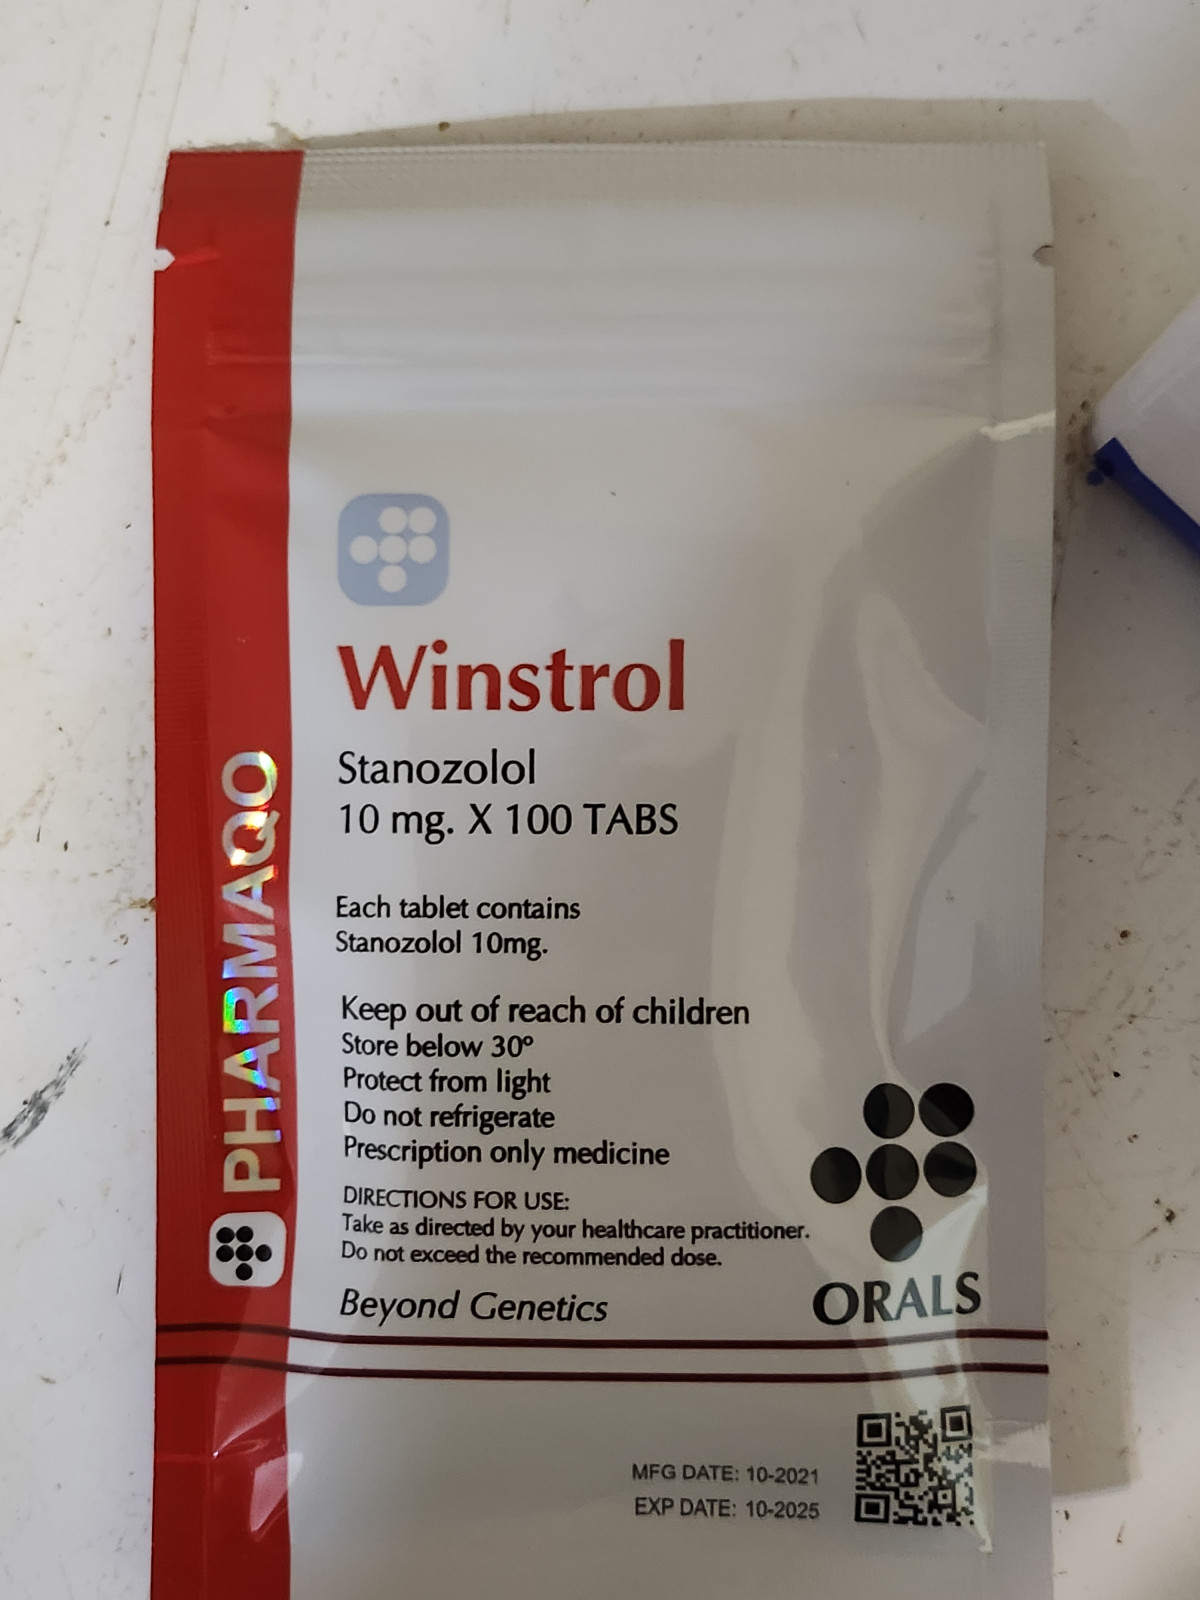 PHARMAQO
Winstrol
Stanozolol
10 mg. X 100 TABS
Each tablet contains
Stanozolol 10mg.
Keep out of reach of children
Store below 30º
Protect from light
Do not refrigerate
Prescription only medicine
DIRECTIONS FOR USE:
Take as directed by your healthcare practitioner.
Do not exceed the recommended dose.
Beyond Genetics
ORALS
MFG DATE: 10-2021
EXP DATE: 10-2025